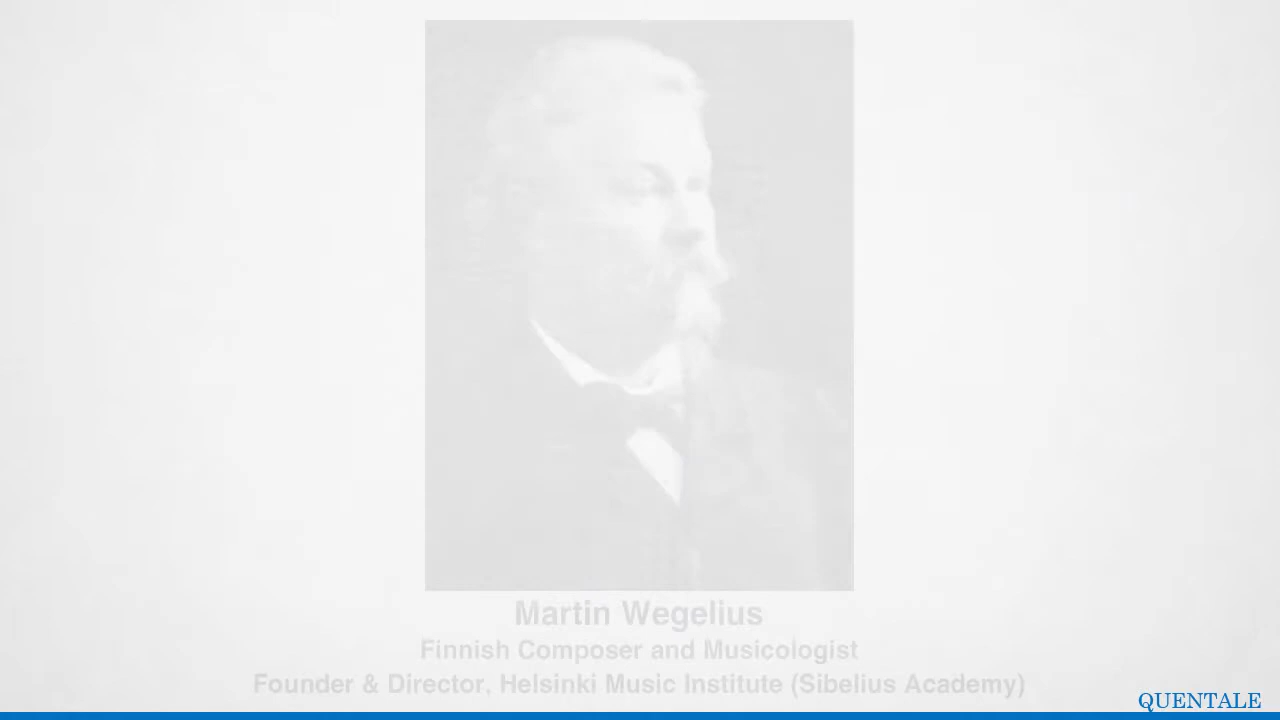 Martin Wegelius
Finnish Composer and Musicologist
Founder & Director, Helsinki Music Institute (Sibelius Academy)
QUENTALE